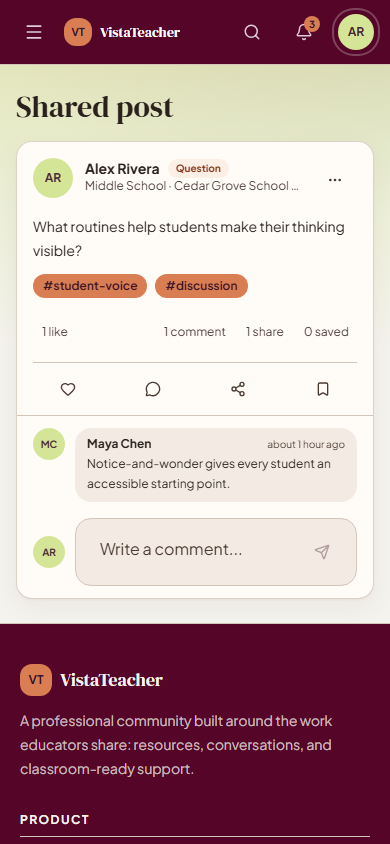 VT VistaTeacher 3 AR
Shared post
AR Alex Rivera Question
Middle School · Cedar Grove School ...
What routines help students make their thinking
visible?
#student-voice #discussion
1 like 1 comment 1 share 0 saved
MC Maya Chen about 1 hour ago
Notice-and-wonder gives every student an
accessible starting point.
AR Write a comment...
VT VistaTeacher
A professional community built around the work
educators share: resources, conversations, and
classroom-ready support.
PRODUCT